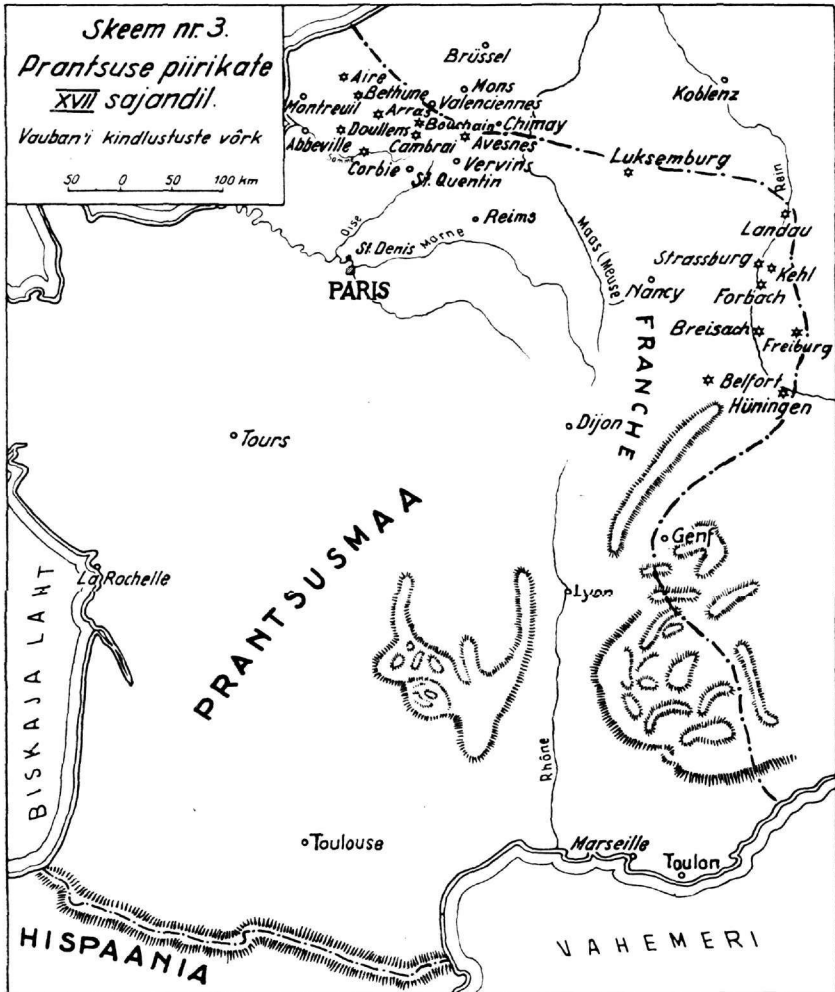 Skeem nr. 3.
Prantsuse piirikate
XVII sajandil.
Vauban'i kindlustuste võrk
50 0 50 100 km
Brüssel
Aire
Mons
Bethune
Koblenz
Montreuil
Valenciennes
Arras
Doullens
Bouchain
Chimay
Abbeville
Cambrai
Avesnes
Corbie
Vervins
St. Quentin
Luksemburg
Rein
Oise
Reims
Landau
St. Denis
Marne
Maas (Meuse)
Strassburg
Kehl
PARIS
Nancy
Forbach
Breisach
Freiburg
FRANCHE
Belfort
Hüningen
Dijon
Tours
PRANTSUSMAA
Genf
La Rochelle
Lyon
BISKAJA LAHT
Rhône
Toulouse
Marseille
Toulon
HISPAANIA
VAHEMERI